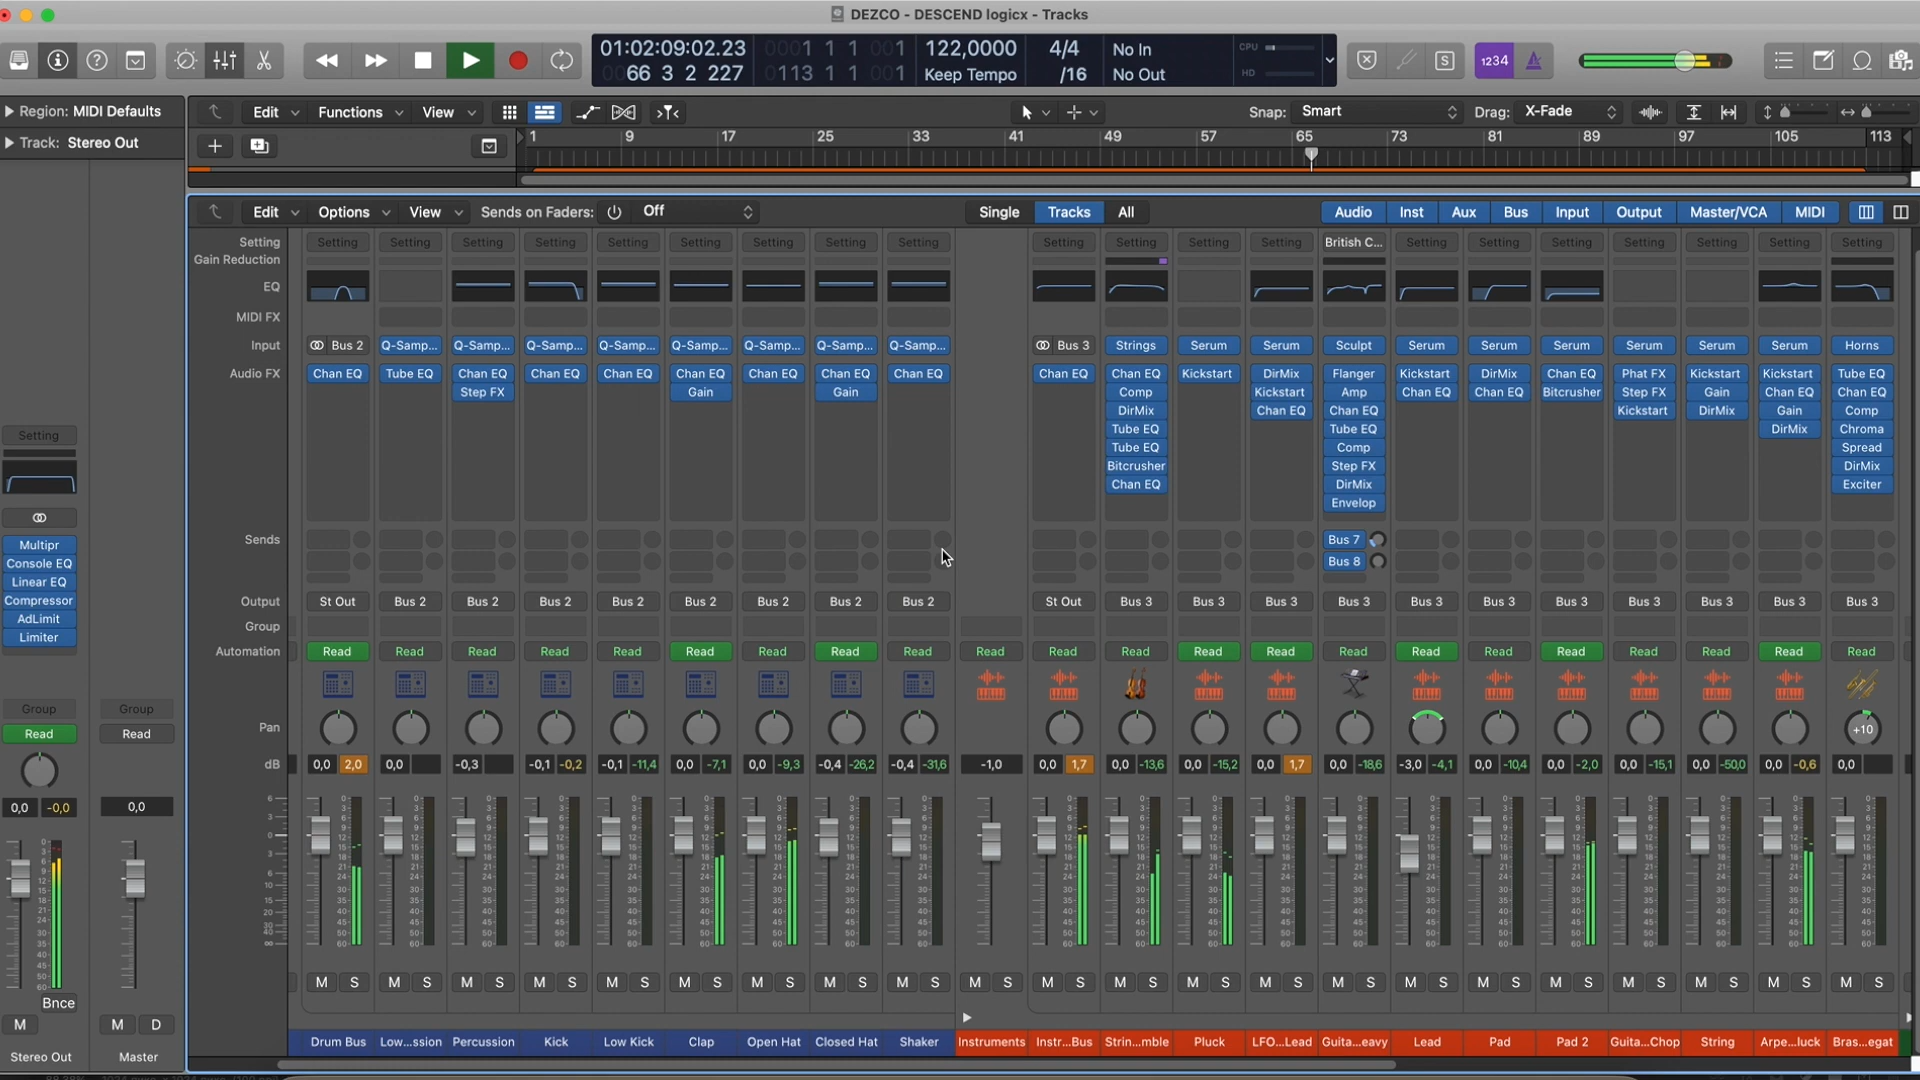 DEZCO - DESCEND logicx - Tracks
01:02:09:02.23 0001 1 1 001 122,0000 4/4 No In CPU
0066 3 2 227 0113 1 1 001 Keep Tempo /16 No Out HD
S 1234
Region: MIDI Defaults Edit Functions View Snap: Smart Drag: X-Fade
Track: Stereo Out 1 9 17 25 33 41 49 57 65 73 81 89 97 105 113
Edit Options View Sends on Faders: Off Single Tracks All Audio Inst Aux Bus Input Output Master/VCA MIDI
Setting Setting Setting Setting Setting Setting Setting Setting Setting Setting Setting Setting Setting Setting British C... Setting Setting Setting Setting Setting Setting Setting
Gain Reduction
EQ
MIDI FX
Input Bus 2 Q-Samp... Q-Samp... Q-Samp... Q-Samp... Q-Samp... Q-Samp... Q-Samp... Q-Samp... Bus 3 Strings Serum Serum Sculpt Serum Serum Serum Serum Serum Serum Horns
Audio FX Chan EQ Tube EQ Chan EQ Chan EQ Chan EQ Chan EQ Chan EQ Chan EQ Chan EQ Chan EQ Chan EQ Kickstart DirMix Flanger Kickstart DirMix Chan EQ Phat FX Kickstart Kickstart Tube EQ
Step FX Gain Gain Comp Kickstart Amp Chan EQ Chan EQ Bitcrusher Step FX Gain Chan EQ Chan EQ
DirMix Chan EQ Chan EQ Kickstart DirMix Gain Comp
Tube EQ Tube EQ DirMix Chroma
Setting Tube EQ Comp Spread
Bitcrusher Step FX DirMix
Chan EQ DirMix Exciter
Envelop
Sends Bus 7
Multipr
Console EQ Bus 8
Linear EQ
Compressor Output St Out Bus 2 Bus 2 Bus 2 Bus 2 Bus 2 Bus 2 Bus 2 Bus 2 St Out Bus 3 Bus 3 Bus 3 Bus 3 Bus 3 Bus 3 Bus 3 Bus 3 Bus 3 Bus 3 Bus 3
AdLimit Group
Limiter
Automation Read Read Read Read Read Read Read Read Read Read Read Read Read Read Read Read Read Read Read Read Read Read
Group Group
Read Read Pan +10
dB 0,0 2,0 0,0 -0,3 -0,1 -0,2 -0,1 -11,4 0,0 -7,1 0,0 -9,3 -0,4 -26,2 -0,4 -31,6 -1,0 0,0 1,7 0,0 -13,6 0,0 -15,2 0,0 1,7 0,0 -18,6 -3,0 -4,1 0,0 -10,4 0,0 -2,0 0,0 -15,1 0,0 -50,0 0,0 -0,6 0,0
0,0 -0,0 0,0
M S M S M S M S M S M S M S M S M S M S M S M S M S M S M S M S M S M S M S M S M S M S
Bnce
M M D
Stereo Out Master Drum Bus Low...ssion Percussion Kick Low Kick Clap Open Hat Closed Hat Shaker Instruments Instr...Bus Strin...mble Pluck LFO...Lead Guita...eavy Lead Pad Pad 2 Guita...Chop String Arpe...luck Bras...egat